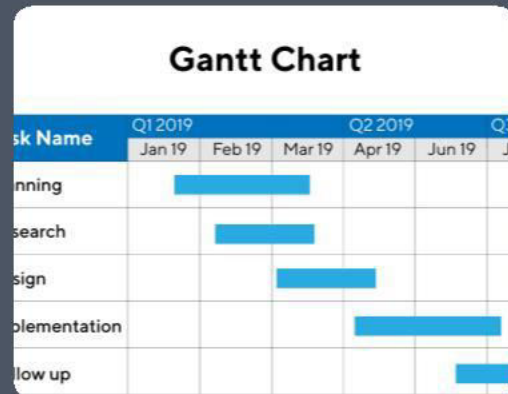 Gantt Chart
Q1 2019 Q2 2019 Q
sk Name
Jan 19 Feb 19 Mar 19 Apr 19 Jun 19 J
nning
search
sign
plementation
llow up